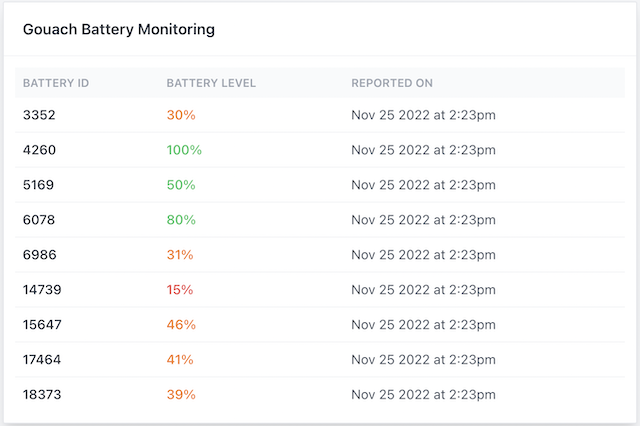 Gouach Battery Monitoring
BATTERY ID BATTERY LEVEL REPORTED ON
3352 30% Nov 25 2022 at 2:23pm
4260 100% Nov 25 2022 at 2:23pm
5169 50% Nov 25 2022 at 2:23pm
6078 80% Nov 25 2022 at 2:23pm
6986 31% Nov 25 2022 at 2:23pm
14739 15% Nov 25 2022 at 2:23pm
15647 46% Nov 25 2022 at 2:23pm
17464 41% Nov 25 2022 at 2:23pm
18373 39% Nov 25 2022 at 2:23pm